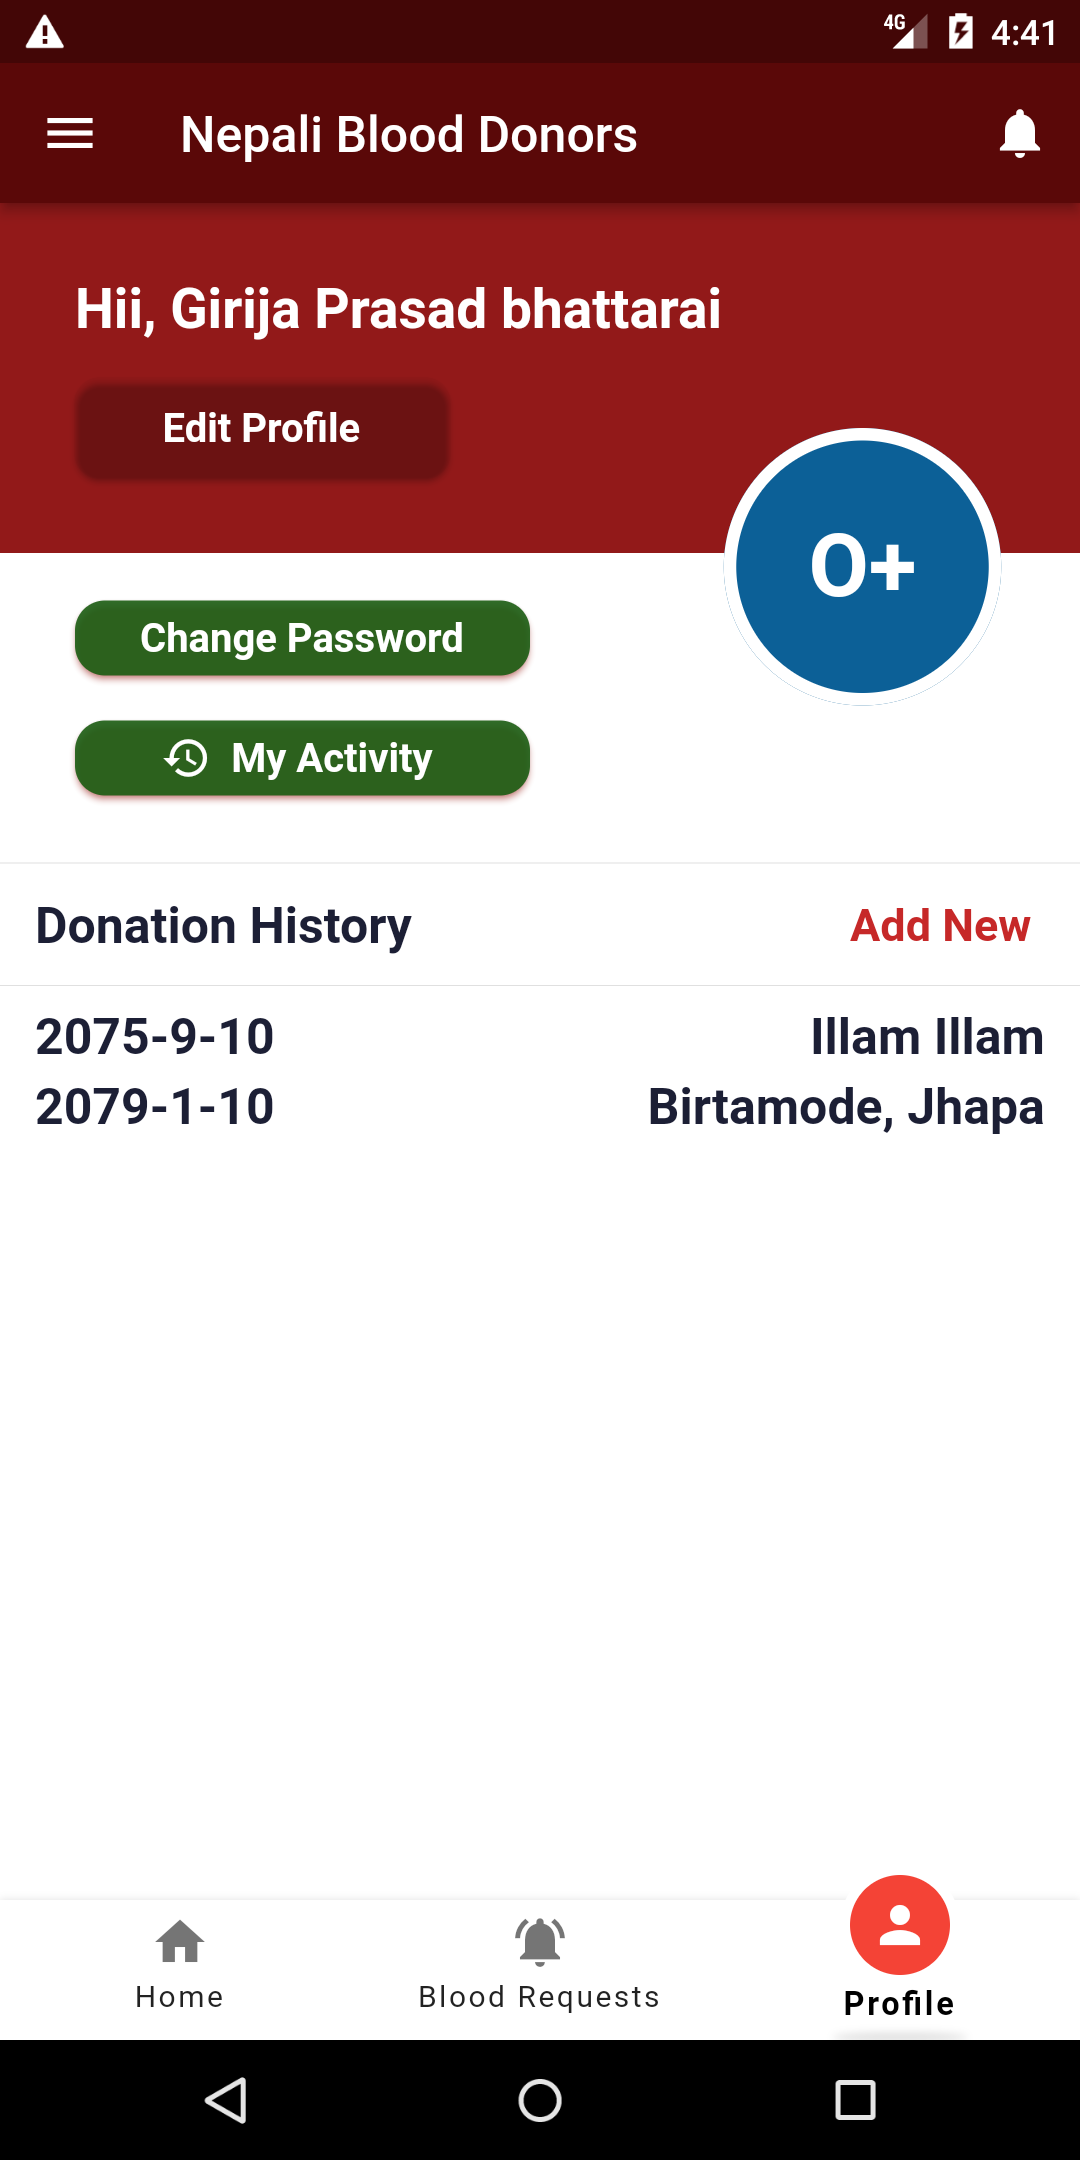 4G 4:41
Nepali Blood Donors
Hii, Girija Prasad bhattarai
Edit Profile
O+
Change Password
My Activity
Donation History Add New
2075-9-10 Illam Illam
2079-1-10 Birtamode, Jhapa
Home Blood Requests Profile